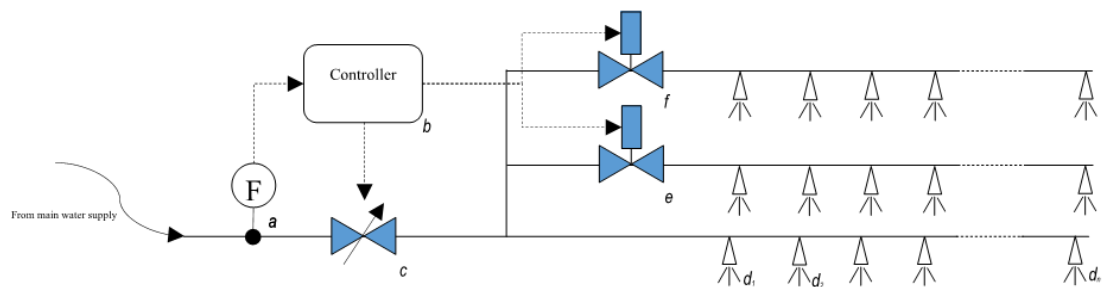 Controller
b
f
F
e
From main water supply
a
c
d₁
d₂
dₙ